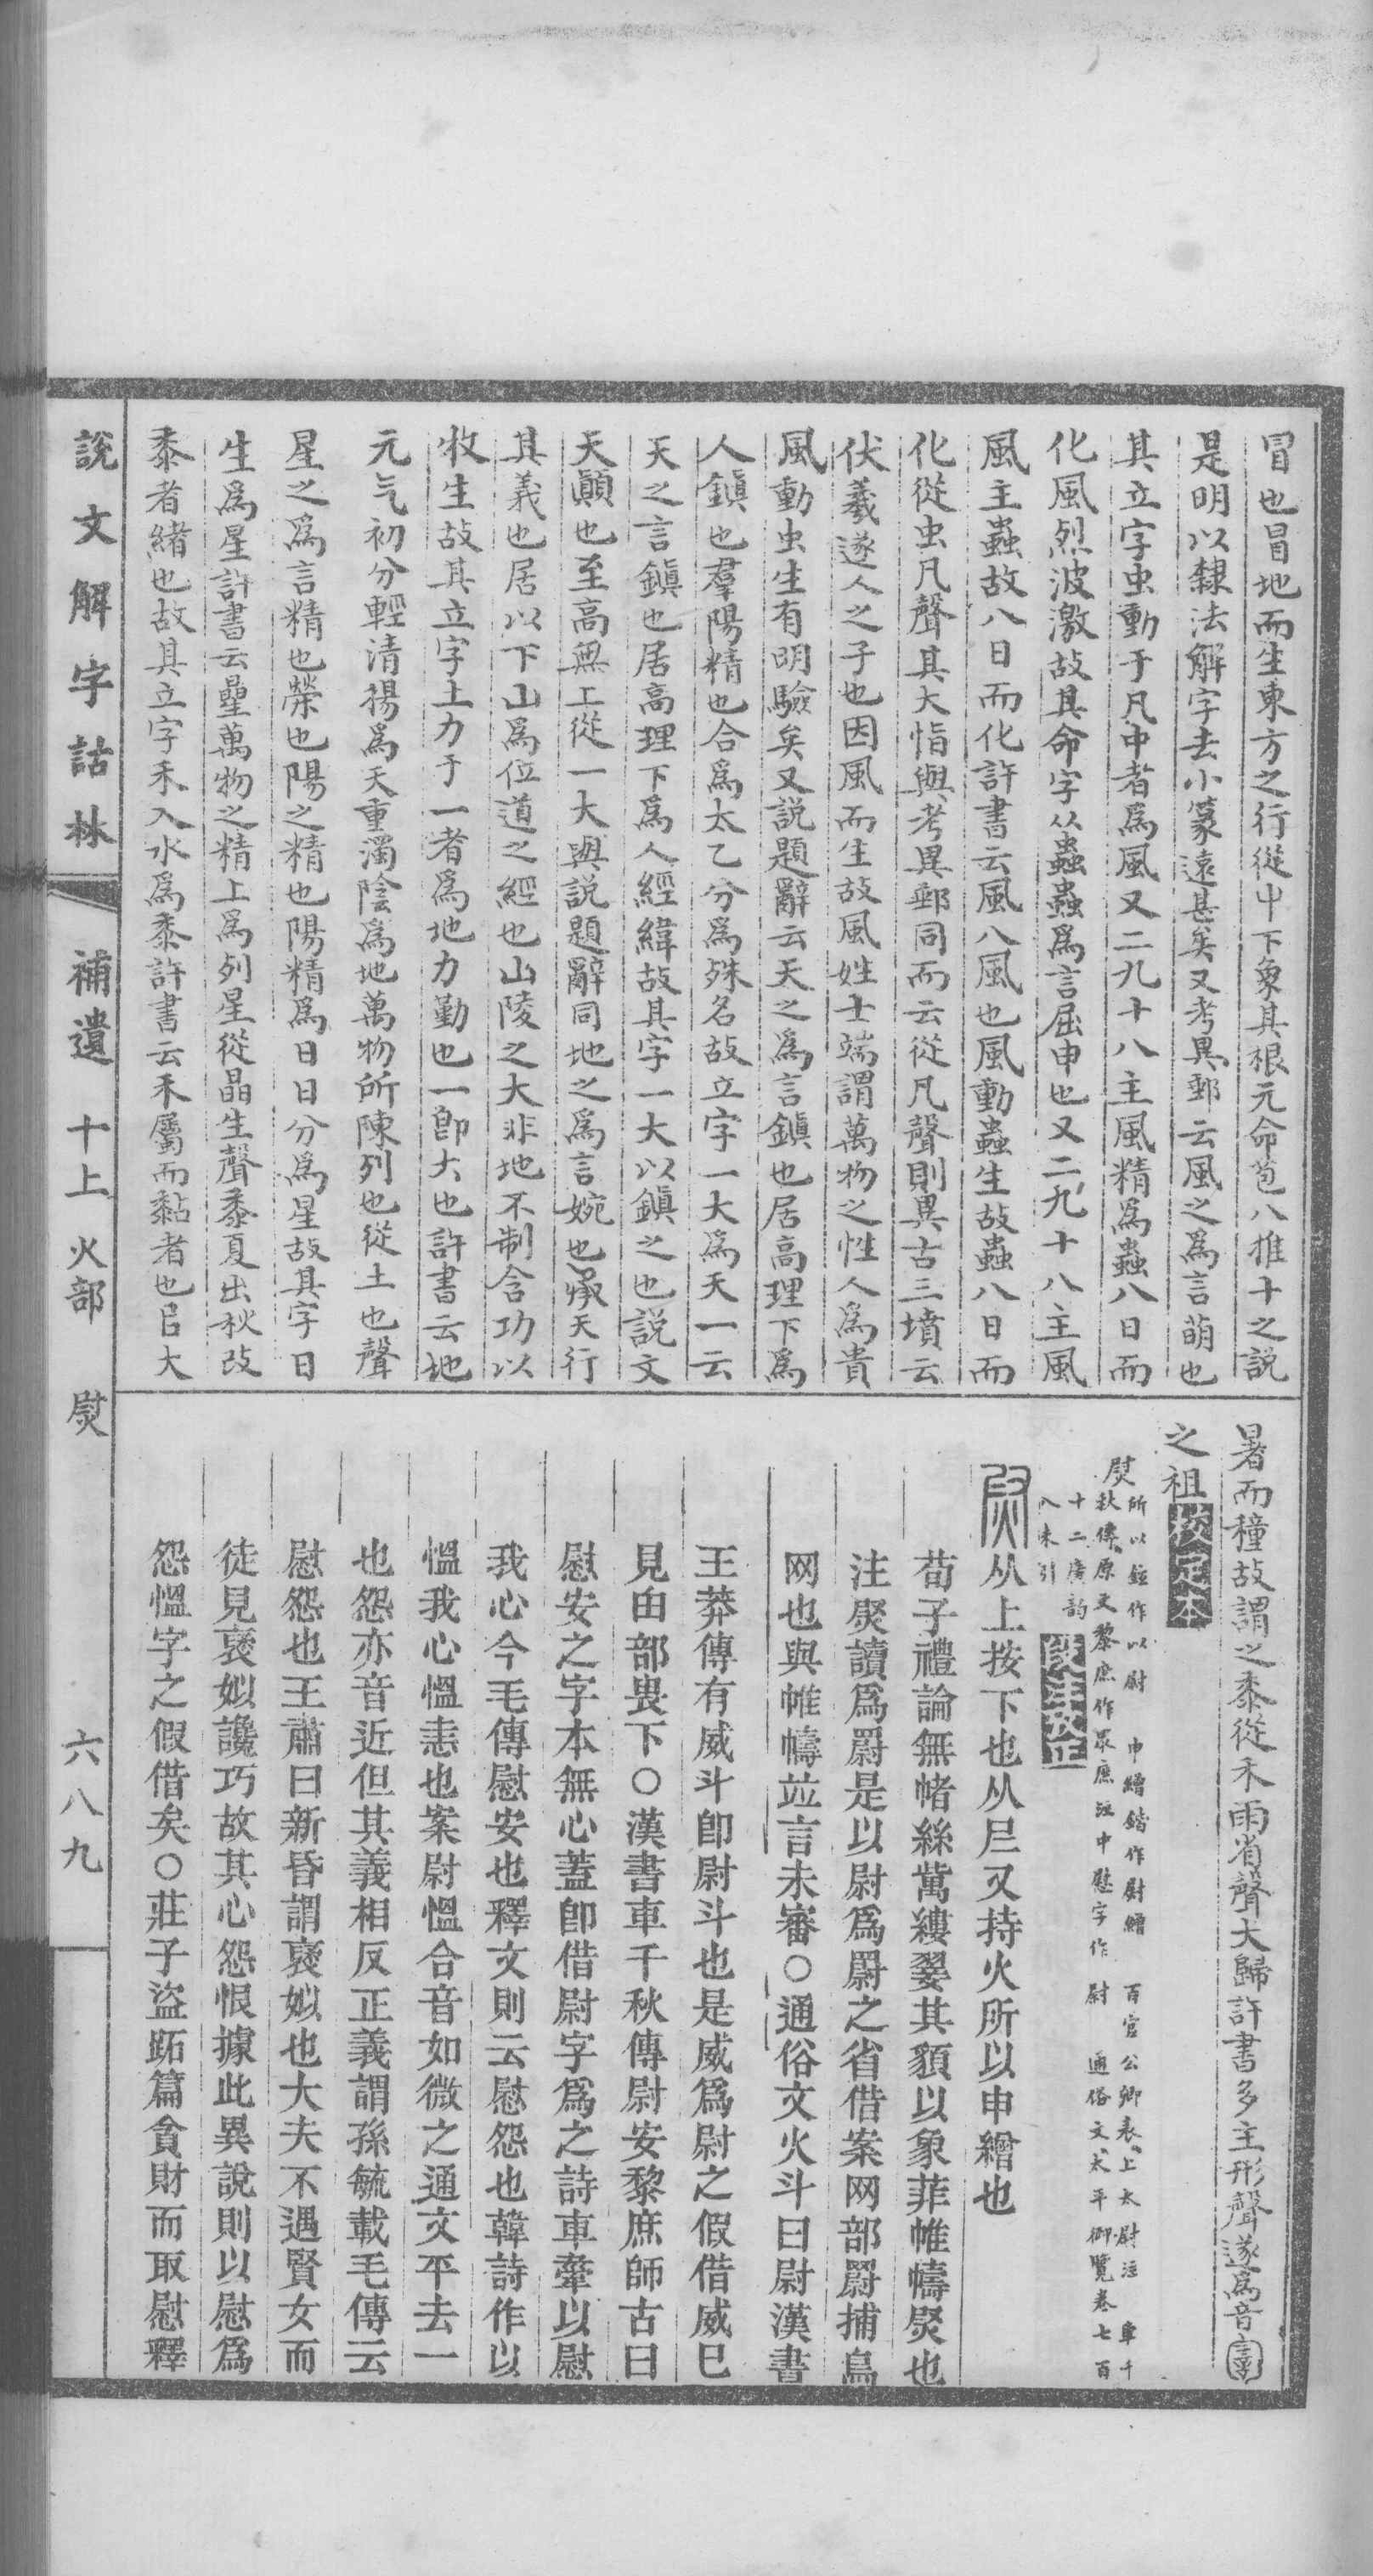 冒也冒地而生東方之行從屮下象其根元命苞八推十之説
是明以隸法解字去小篆遠甚矣又考異郵云風之爲言萌也
其立字虫動于凡中者爲風又二九十八主風精爲蟲八日而
化風烈波激故其命字从蟲蟲爲言屈申也又二九十八主風
風主蟲故八日而化許書云風八風也風動蟲生故蟲八日而
化從虫凡聲其大恉與考異郵同而云從凡聲則異古三墳云
伏羲遂人之子也因風而生故風姓士端謂萬物之性人爲貴
風動虫生有明驗矣又説題辭云天之爲言鎭也居高理下爲
人鎭也羣陽精也合爲太乙分爲殊名故立字一大爲天一云
天之言鎭也居高理下爲人經緯故其字一大以鎭之也説文
天顚也至高無上從一大與説題辭同地之爲言婉也承天行
其義也居以下山爲位道之經也山陵之大非地不制含功以
牧生故其立字土力于一者爲地力勤也一卽大也許書云地
元气初分輕清揚爲天重濁陰爲地萬物所陳列也從土也聲
星之爲言精也榮也陽之精也陽精爲日日分爲星故其字日
生爲星許書云曐萬物之精上爲列星從晶生聲黍夏出秋改
黍者緒也故其立字禾入水爲黍許書云禾屬而黏者也㠯大
暑而穜故謂之黍從禾雨省聲大歸許書多主形聲遂爲音
之祖校定本
㷉 所以鉉作以尉 申繒鍇作尉繒 百官公卿表上太尉注 車千
秋傳原文黎庶作眾庶注中慰字作尉 通俗文太平御覽卷七百
十二廣韵
八未引
段注攷正
从上按下也从𡰥又持火所以申繒也
荀子禮論無帾絲歶縷翣其䫉以象菲帷幬㷉也
注㷉讀爲罻是以尉爲罻之省借案网部罻捕鳥
网也與帷幬竝言未審○通俗文火斗曰尉漢書
王莽傳有威斗卽尉斗也是威爲尉之假借威巳
見由部畏下○漢書車千秋傳尉安黎庶師古曰
慰安之字本無心蓋卽借尉字爲之詩車舝以慰
我心今毛傳慰安也釋文則云慰怨也韓詩作以
慍我心慍恚也案尉慍合音如微之通文平去一
也怨亦音近但其義相反正義謂孫毓載毛傳云
慰怨也王肅曰新昏謂褒姒也大夫不遇賢女而
徒見褒姒讒巧故其心怨恨據此異說則以慰爲
怨慍字之假借矣○莊子盜跖篇貪財而取慰釋
說文解字詁林 補遺 十上 火部 㷉 六八九